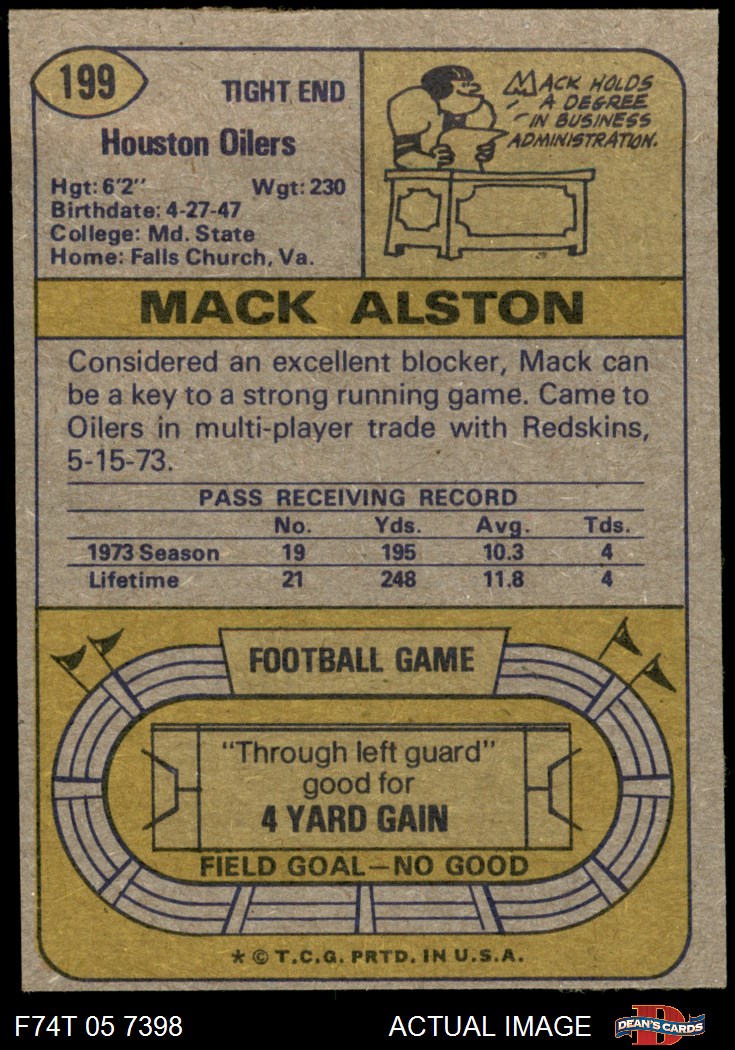 199
TIGHT END
Houston Oilers
Hgt: 6'2" Wgt: 230
Birthdate: 4-27-47
College: Md. State
Home: Falls Church, Va.
MACK HOLDS
A DEGREE
IN BUSINESS
ADMINISTRATION.
MACK ALSTON
Considered an excellent blocker, Mack can
be a key to a strong running game. Came to
Oilers in multi-player trade with Redskins,
5-15-73.
PASS RECEIVING RECORD
No. Yds. Avg. Tds.
1973 Season 19 195 10.3 4
Lifetime 21 248 11.8 4
FOOTBALL GAME
"Through left guard"
good for
4 YARD GAIN
FIELD GOAL—NO GOOD
* © T.C.G. PRTD. IN U.S.A.
F74T 05 7398 ACTUAL IMAGE D DEAN'S CARDS